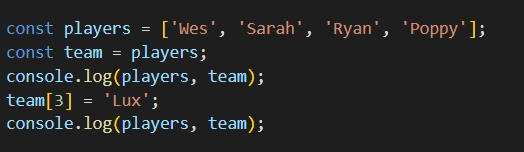 const players = ['Wes', 'Sarah', 'Ryan', 'Poppy'];
const team = players;
console.log(players, team);
team[3] = 'Lux';
console.log(players, team);